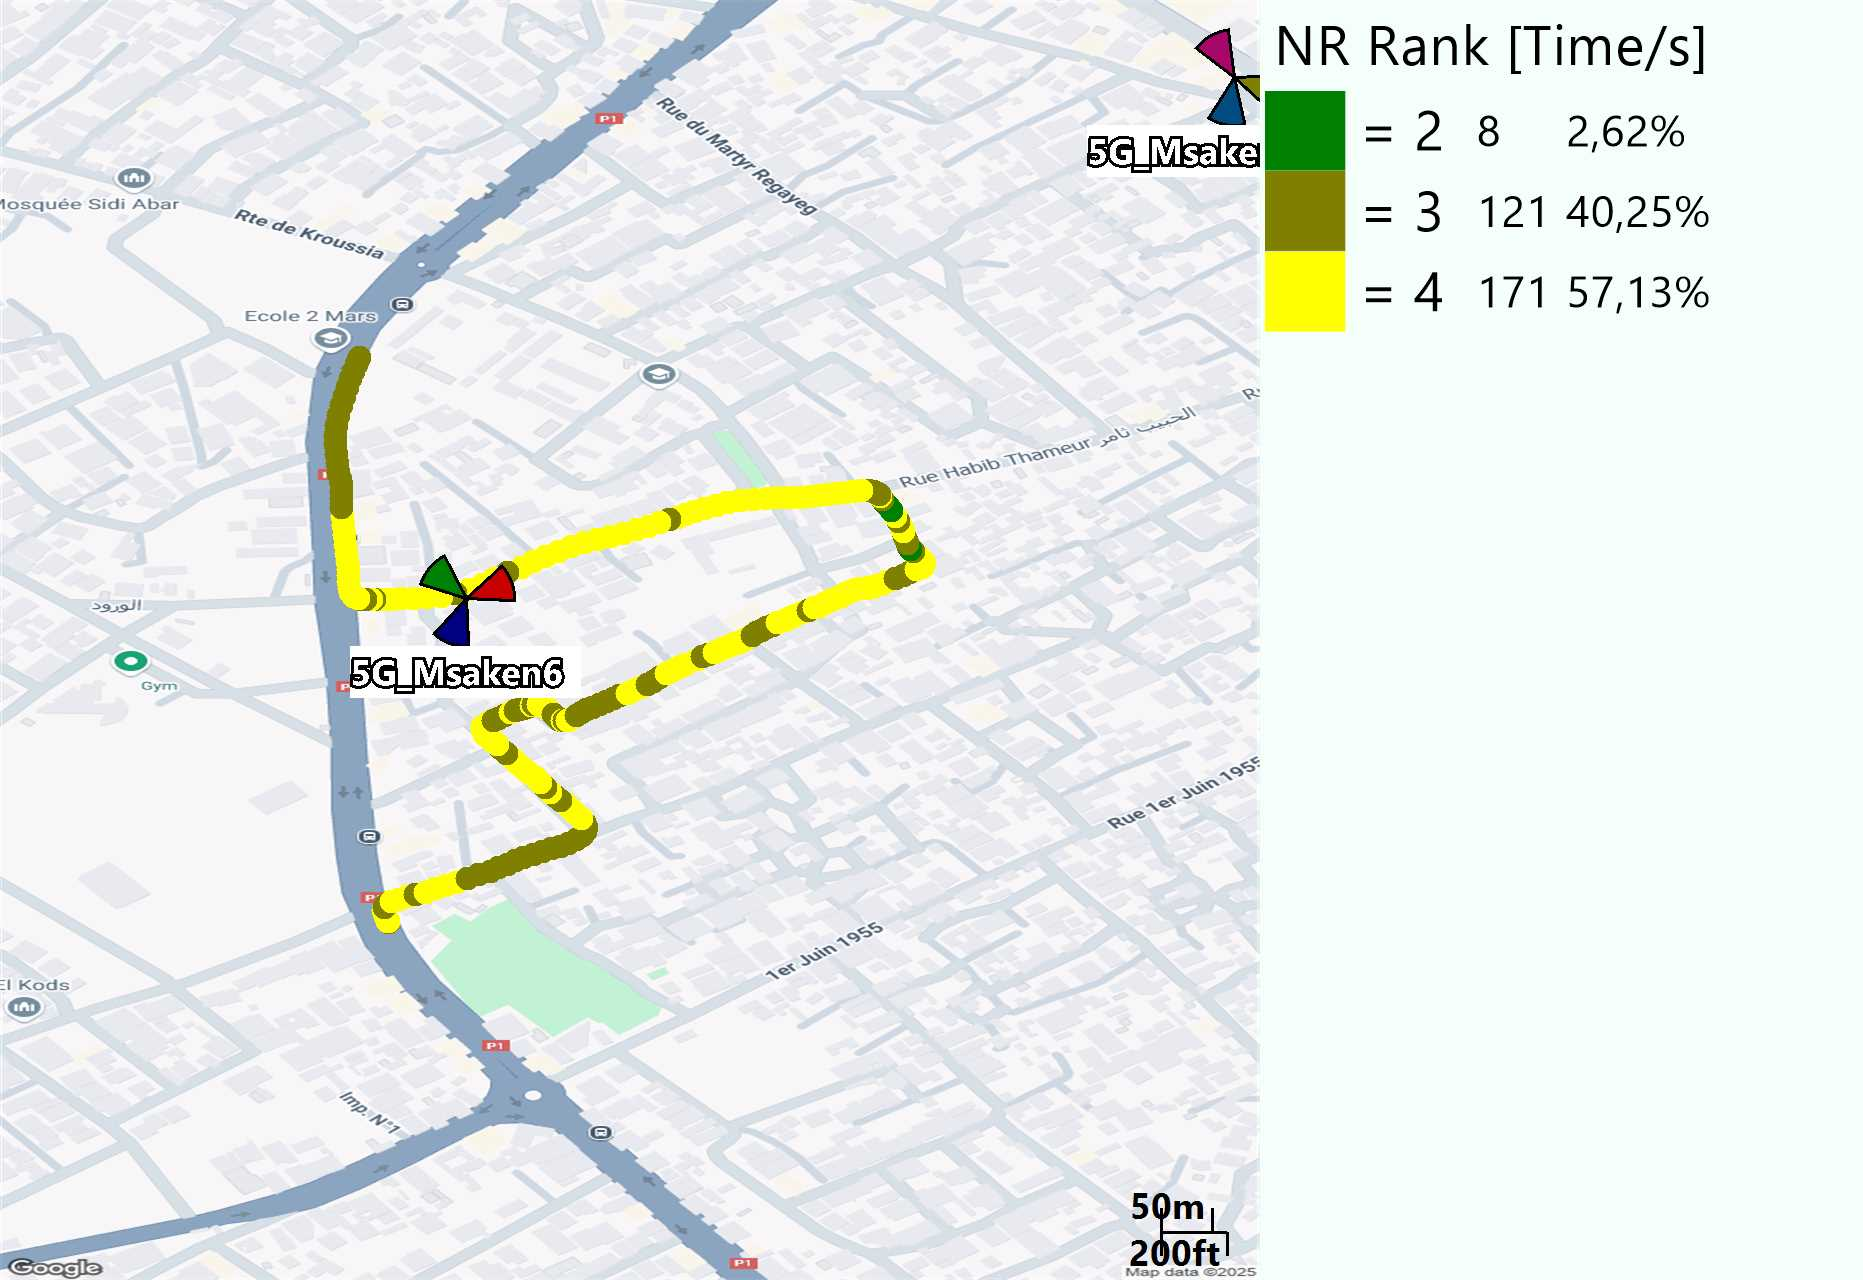 NR Rank [Time/s]
= 2 8 2,62%
= 3 121 40,25%
= 4 171 57,13%
P1
Rue du Martyr Regayeg
5G_Msake
Mosquée Sidi Abar
Rte de Kroussia
Ecole 2 Mars
Rue Habib Thameur الحبيب ثامر
الورود
Gym
5G_Msaken6
Rue 1er Juin 1955
1er Juin 1955
El Kods
P1
Imp. N°1
50m
200ft
P1
Google
Map data ©2025